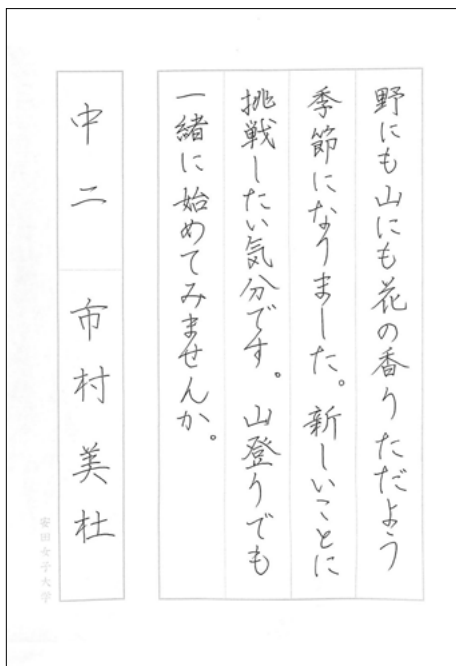 野にも山にも花の香りただよう
季節になりました。新しいことに
挑戦したい気分です。山登りでも
一緒に始めてみませんか。
中二 市村美杜
安田女子大学